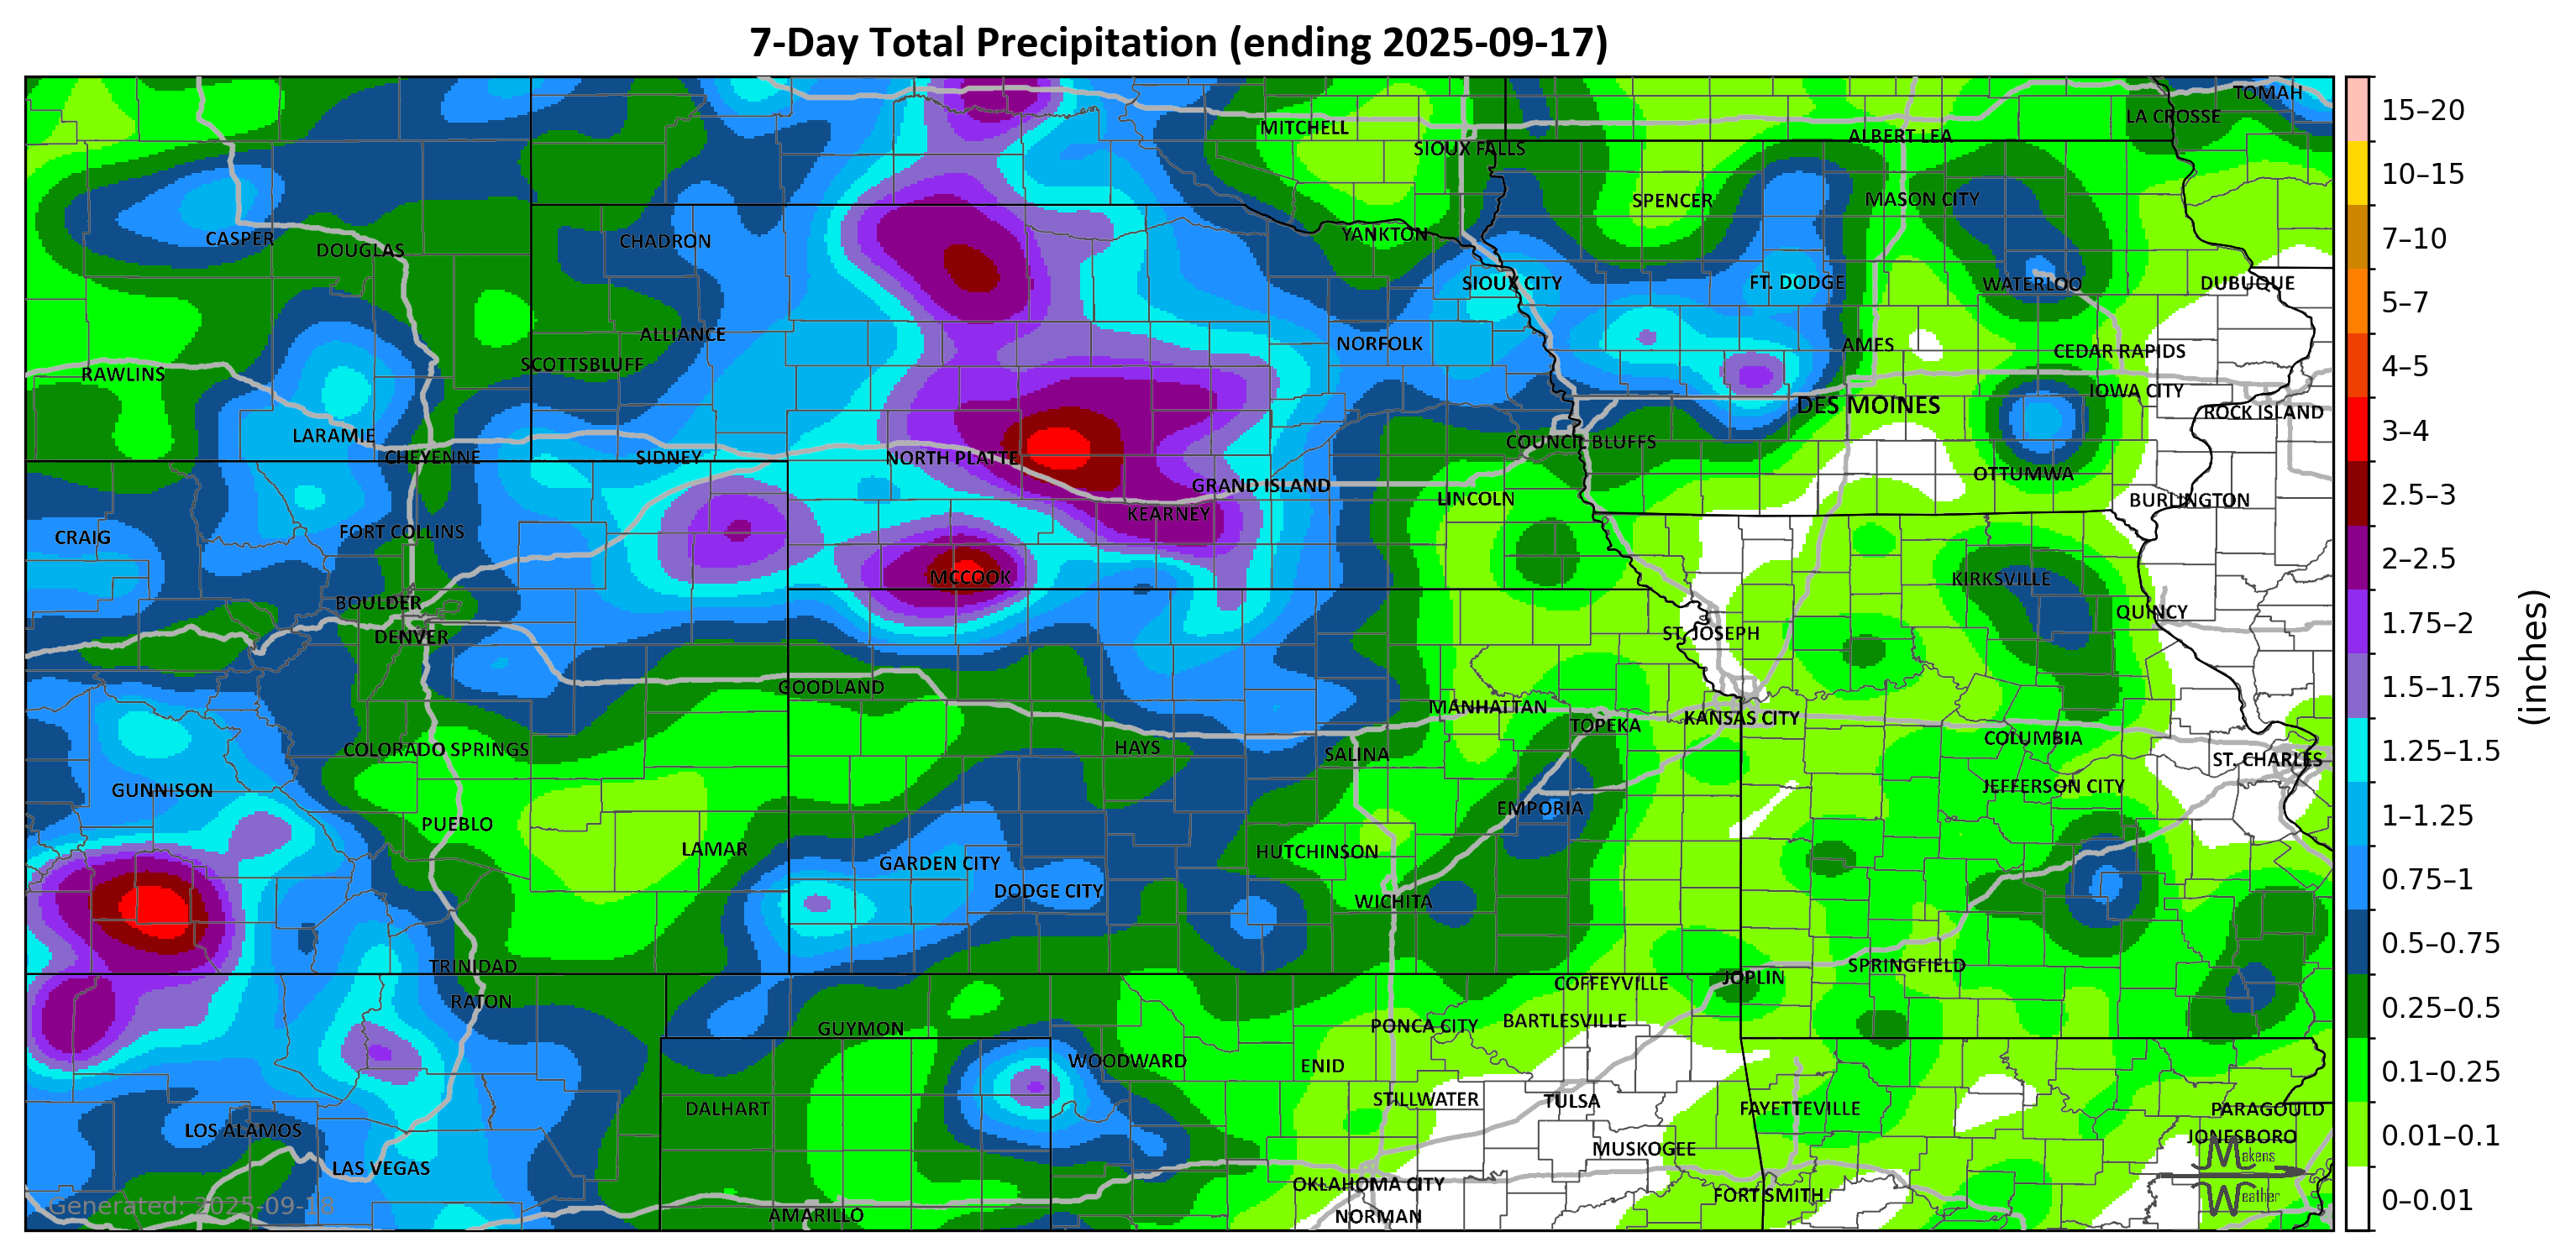 7-Day Total Precipitation (ending 2025-09-17)
TOMAH
LA CROSSE
MITCHELL
ALBERT LEA
SIOUX FALLS
SPENCER
MASON CITY
CASPER
DOUGLAS
CHADRON
YANKTON
SIOUX CITY
FT. DODGE
WATERLOO
DUBUQUE
ALLIANCE
NORFOLK
AMES
CEDAR RAPIDS
SCOTTSBLUFF
RAWLINS
IOWA CITY
DES MOINES
ROCK ISLAND
LARAMIE
COUNCIL BLUFFS
CHEYENNE
SIDNEY
NORTH PLATTE
OTTUMWA
GRAND ISLAND
LINCOLN
BURLINGTON
KEARNEY
CRAIG
FORT COLLINS
MCCOOK
KIRKSVILLE
BOULDER
QUINCY
DENVER
ST. JOSEPH
GOODLAND
MANHATTAN
TOPEKA
KANSAS CITY
COLORADO SPRINGS
HAYS
SALINA
COLUMBIA
ST. CHARLES
GUNNISON
JEFFERSON CITY
EMPORIA
PUEBLO
LAMAR
GARDEN CITY
HUTCHINSON
DODGE CITY
WICHITA
TRINIDAD
SPRINGFIELD
COFFEYVILLE
JOPLIN
RATON
GUYMON
PONCA CITY
BARTLESVILLE
WOODWARD
ENID
DALHART
STILLWATER
TULSA
FAYETTEVILLE
PARAGOULD
LOS ALAMOS
JONESBORO
MUSKOGEE
LAS VEGAS
OKLAHOMA CITY
FORT SMITH
AMARILLO
NORMAN
Makens
Weather
Generated: 2025-09-18
15–20
10–15
7–10
5–7
4–5
3–4
2.5–3
2–2.5
1.75–2
1.5–1.75
1.25–1.5
1–1.25
0.75–1
0.5–0.75
0.25–0.5
0.1–0.25
0.01–0.1
0–0.01
(inches)